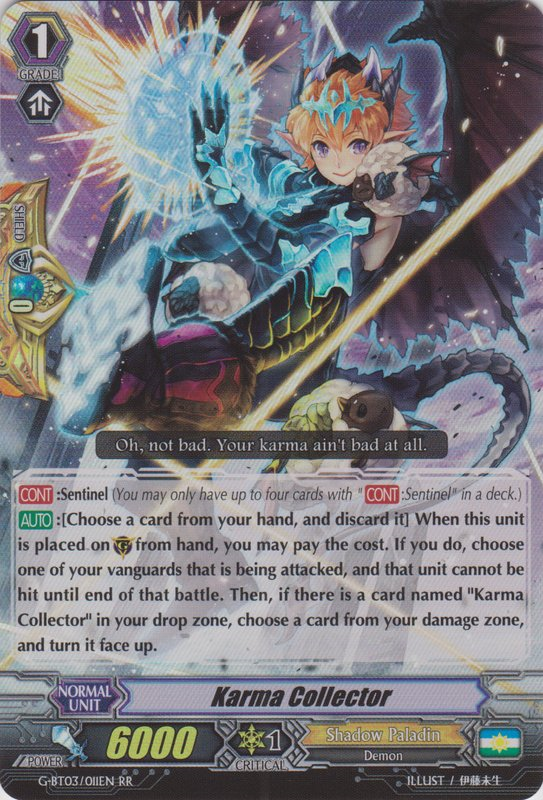 1
GRADE
SHIELD
0
Oh, not bad. Your karma ain't bad at all.
CONT:Sentinel (You may only have up to four cards with "CONT:Sentinel" in a deck.)
AUTO:[Choose a card from your hand, and discard it] When this unit
is placed on G from hand, you may pay the cost. If you do, choose
one of your vanguards that is being attacked, and that unit cannot be
hit until end of that battle. Then, if there is a card named "Karma
Collector" in your drop zone, choose a card from your damage zone,
and turn it face up.
NORMAL
UNIT
Karma Collector
POWER
6000
1
CRITICAL
Shadow Paladin
Demon
G-BT03/011EN RR
ILLUST / 伊藤未生